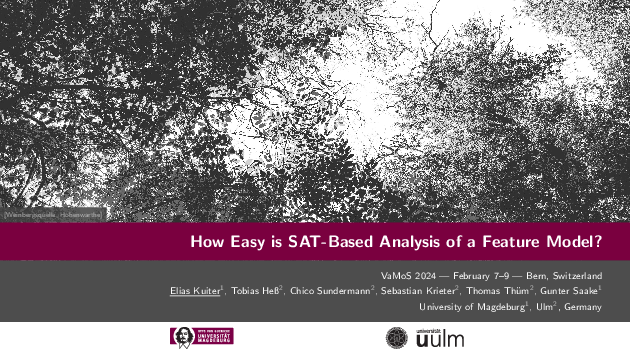 [Weinbergsquelle, Hohenwarthe]
How Easy is SAT-Based Analysis of a Feature Model?
VaMoS 2024 — February 7–9 — Bern, Switzerland
Elias Kuiter¹, Tobias Heß², Chico Sundermann², Sebastian Krieter², Thomas Thüm², Gunter Saake¹
University of Magdeburg¹, Ulm², Germany
OTTO VON GUERICKE
UNIVERSITÄT
MAGDEBURG
universität
uulm